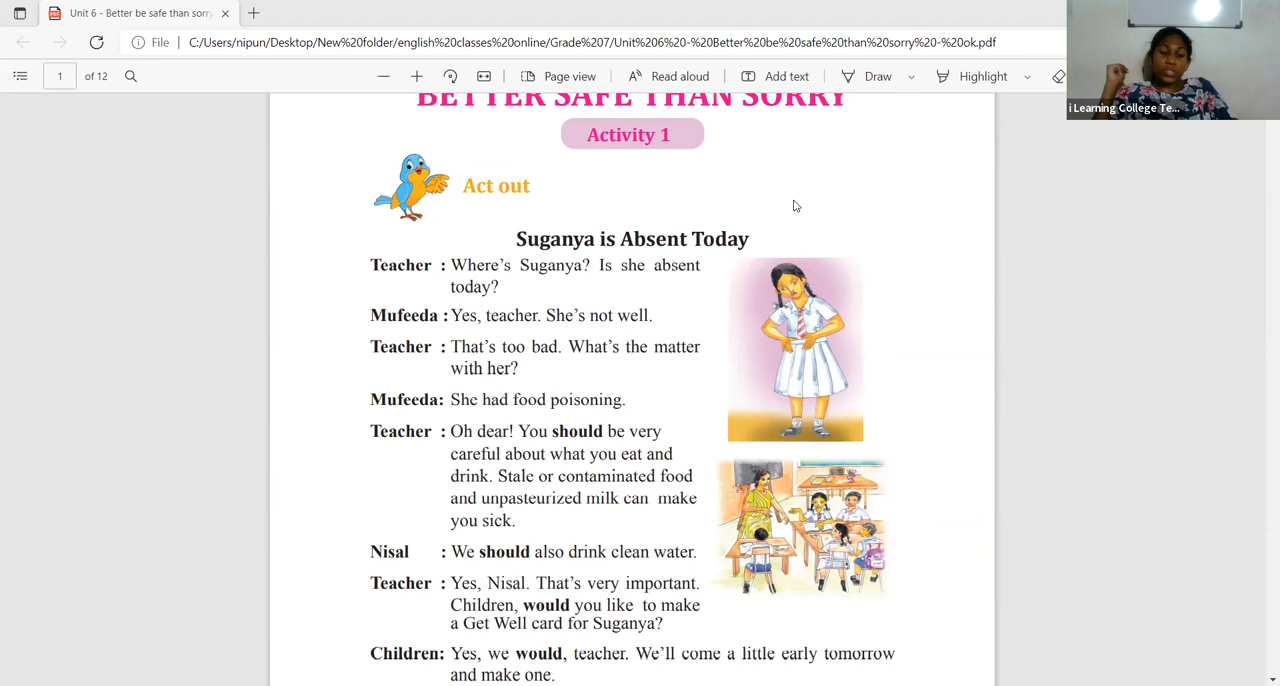 Unit 6 - Better be safe than sorry
File
C:/Users/nipun/Desktop/New%20folder/english%20classes%20online/Grade%207/Unit%206%20-%20Better%20be%20safe%20than%20sorry%20-%20ok.pdf
1 of 12
Page view
Read aloud
Add text
Draw
Highlight
i Learning College Te...
BETTER SAFE THAN SORRY
Activity 1
Act out
Suganya is Absent Today
Teacher : Where's Suganya? Is she absent
today?
Mufeeda : Yes, teacher. She's not well.
Teacher : That's too bad. What's the matter
with her?
Mufeeda: She had food poisoning.
Teacher : Oh dear! You should be very
careful about what you eat and
drink. Stale or contaminated food
and unpasteurized milk can make
you sick.
Nisal : We should also drink clean water.
Teacher : Yes, Nisal. That's very important.
Children, would you like to make
a Get Well card for Suganya?
Children: Yes, we would, teacher. We'll come a little early tomorrow
and make one.